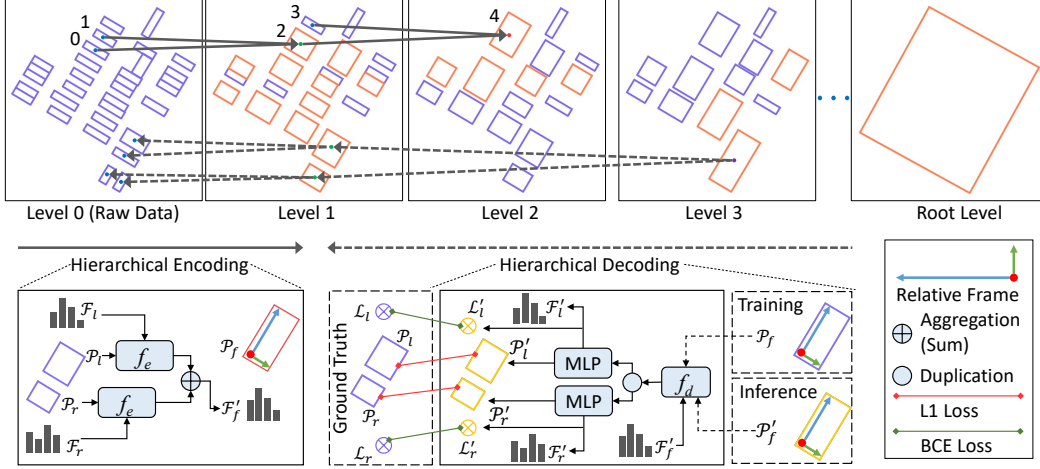 1
0
2
3
4
Level 0 (Raw Data)
Level 1
Level 2
Level 3
Root Level
Hierarchical Encoding
ℱ_l
𝒫_l
f_e
𝒫_r
f_e
ℱ_r
𝒫_f
ℱ′_f
Hierarchical Decoding
Ground Truth
ℒ_l
𝒫_l
𝒫_r
ℒ_r
ℒ′_l
𝒫′_l
𝒫′_r
ℒ′_r
ℱ′_l
MLP
MLP
ℱ′_r
f_d
ℱ′_f
Training
𝒫_f
Inference
𝒫′_f
Relative Frame
Aggregation
(Sum)
Duplication
L1 Loss
BCE Loss